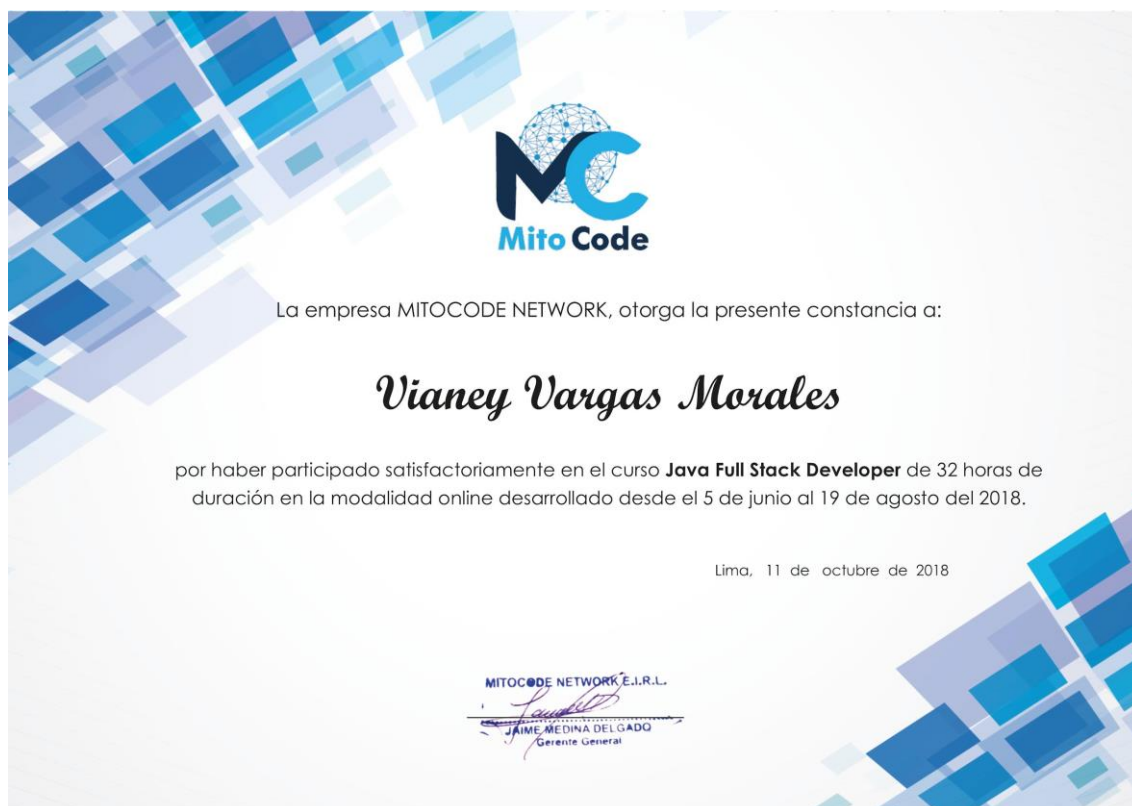 MC
Mito Code
La empresa MITOCODE NETWORK, otorga la presente constancia a:
Vianey Vargas Morales
por haber participado satisfactoriamente en el curso Java Full Stack Developer de 32 horas de
duración en la modalidad online desarrollado desde el 5 de junio al 19 de agosto del 2018.
Lima, 11 de octubre de 2018
MITOCODE NETWORK E.I.R.L.
JAIME MEDINA DELGADO
Gerente General